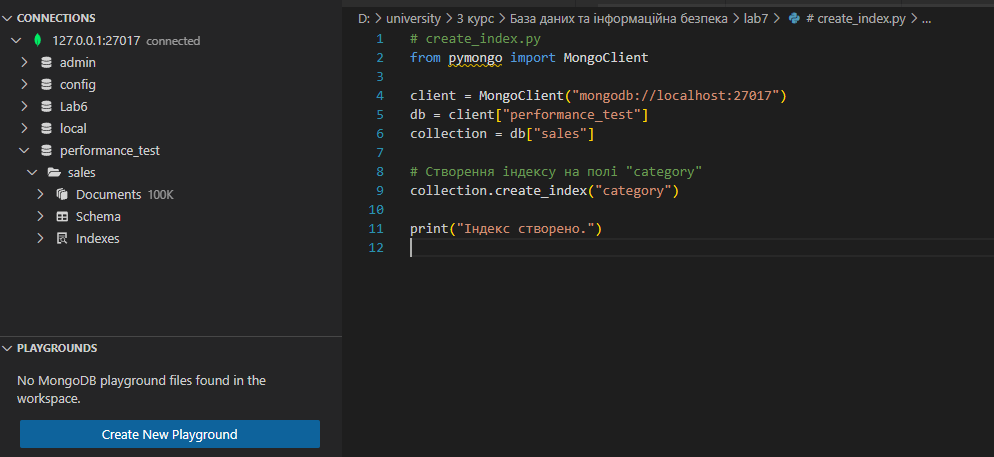 CONNECTIONS
127.0.0.1:27017 connected
admin
config
Lab6
local
performance_test
sales
Documents 100K
Schema
Indexes
PLAYGROUNDS
No MongoDB playground files found in the
workspace.
Create New Playground
D: > university > 3 курс > База даних та інформаційна безпека > lab7 > # create_index.py > ...
1 # create_index.py
2 from pymongo import MongoClient
3
4 client = MongoClient("mongodb://localhost:27017")
5 db = client["performance_test"]
6 collection = db["sales"]
7
8 # Створення індексу на полі "category"
9 collection.create_index("category")
10
11 print("Індекс створено.")
12